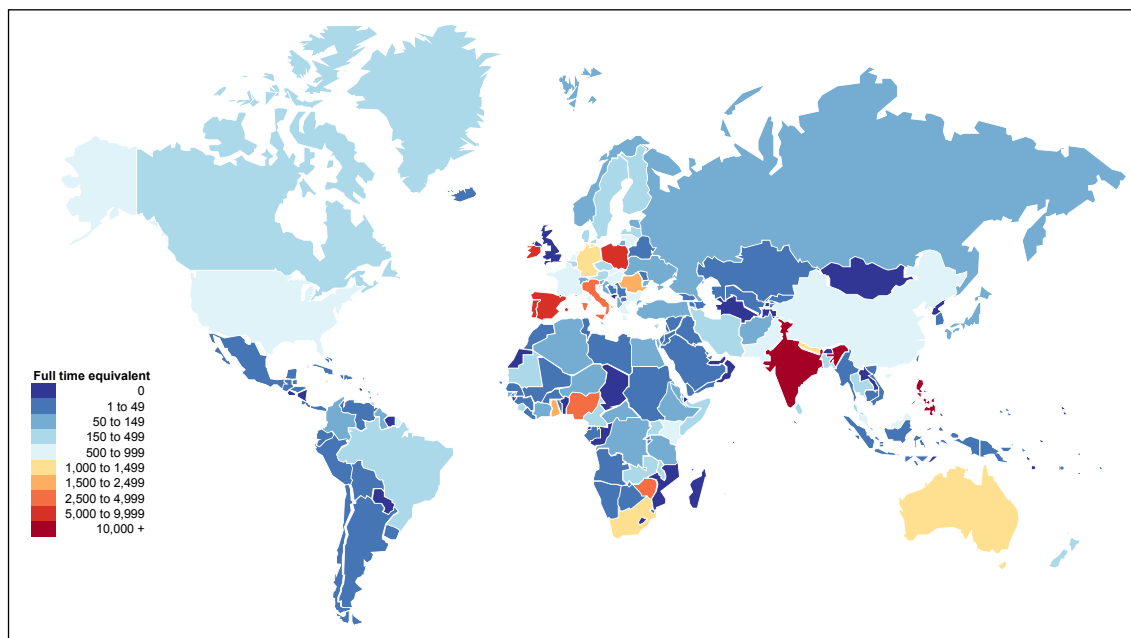 Full time equivalent
0
1 to 49
50 to 149
150 to 499
500 to 999
1,000 to 1,499
1,500 to 2,499
2,500 to 4,999
5,000 to 9,999
10,000 +